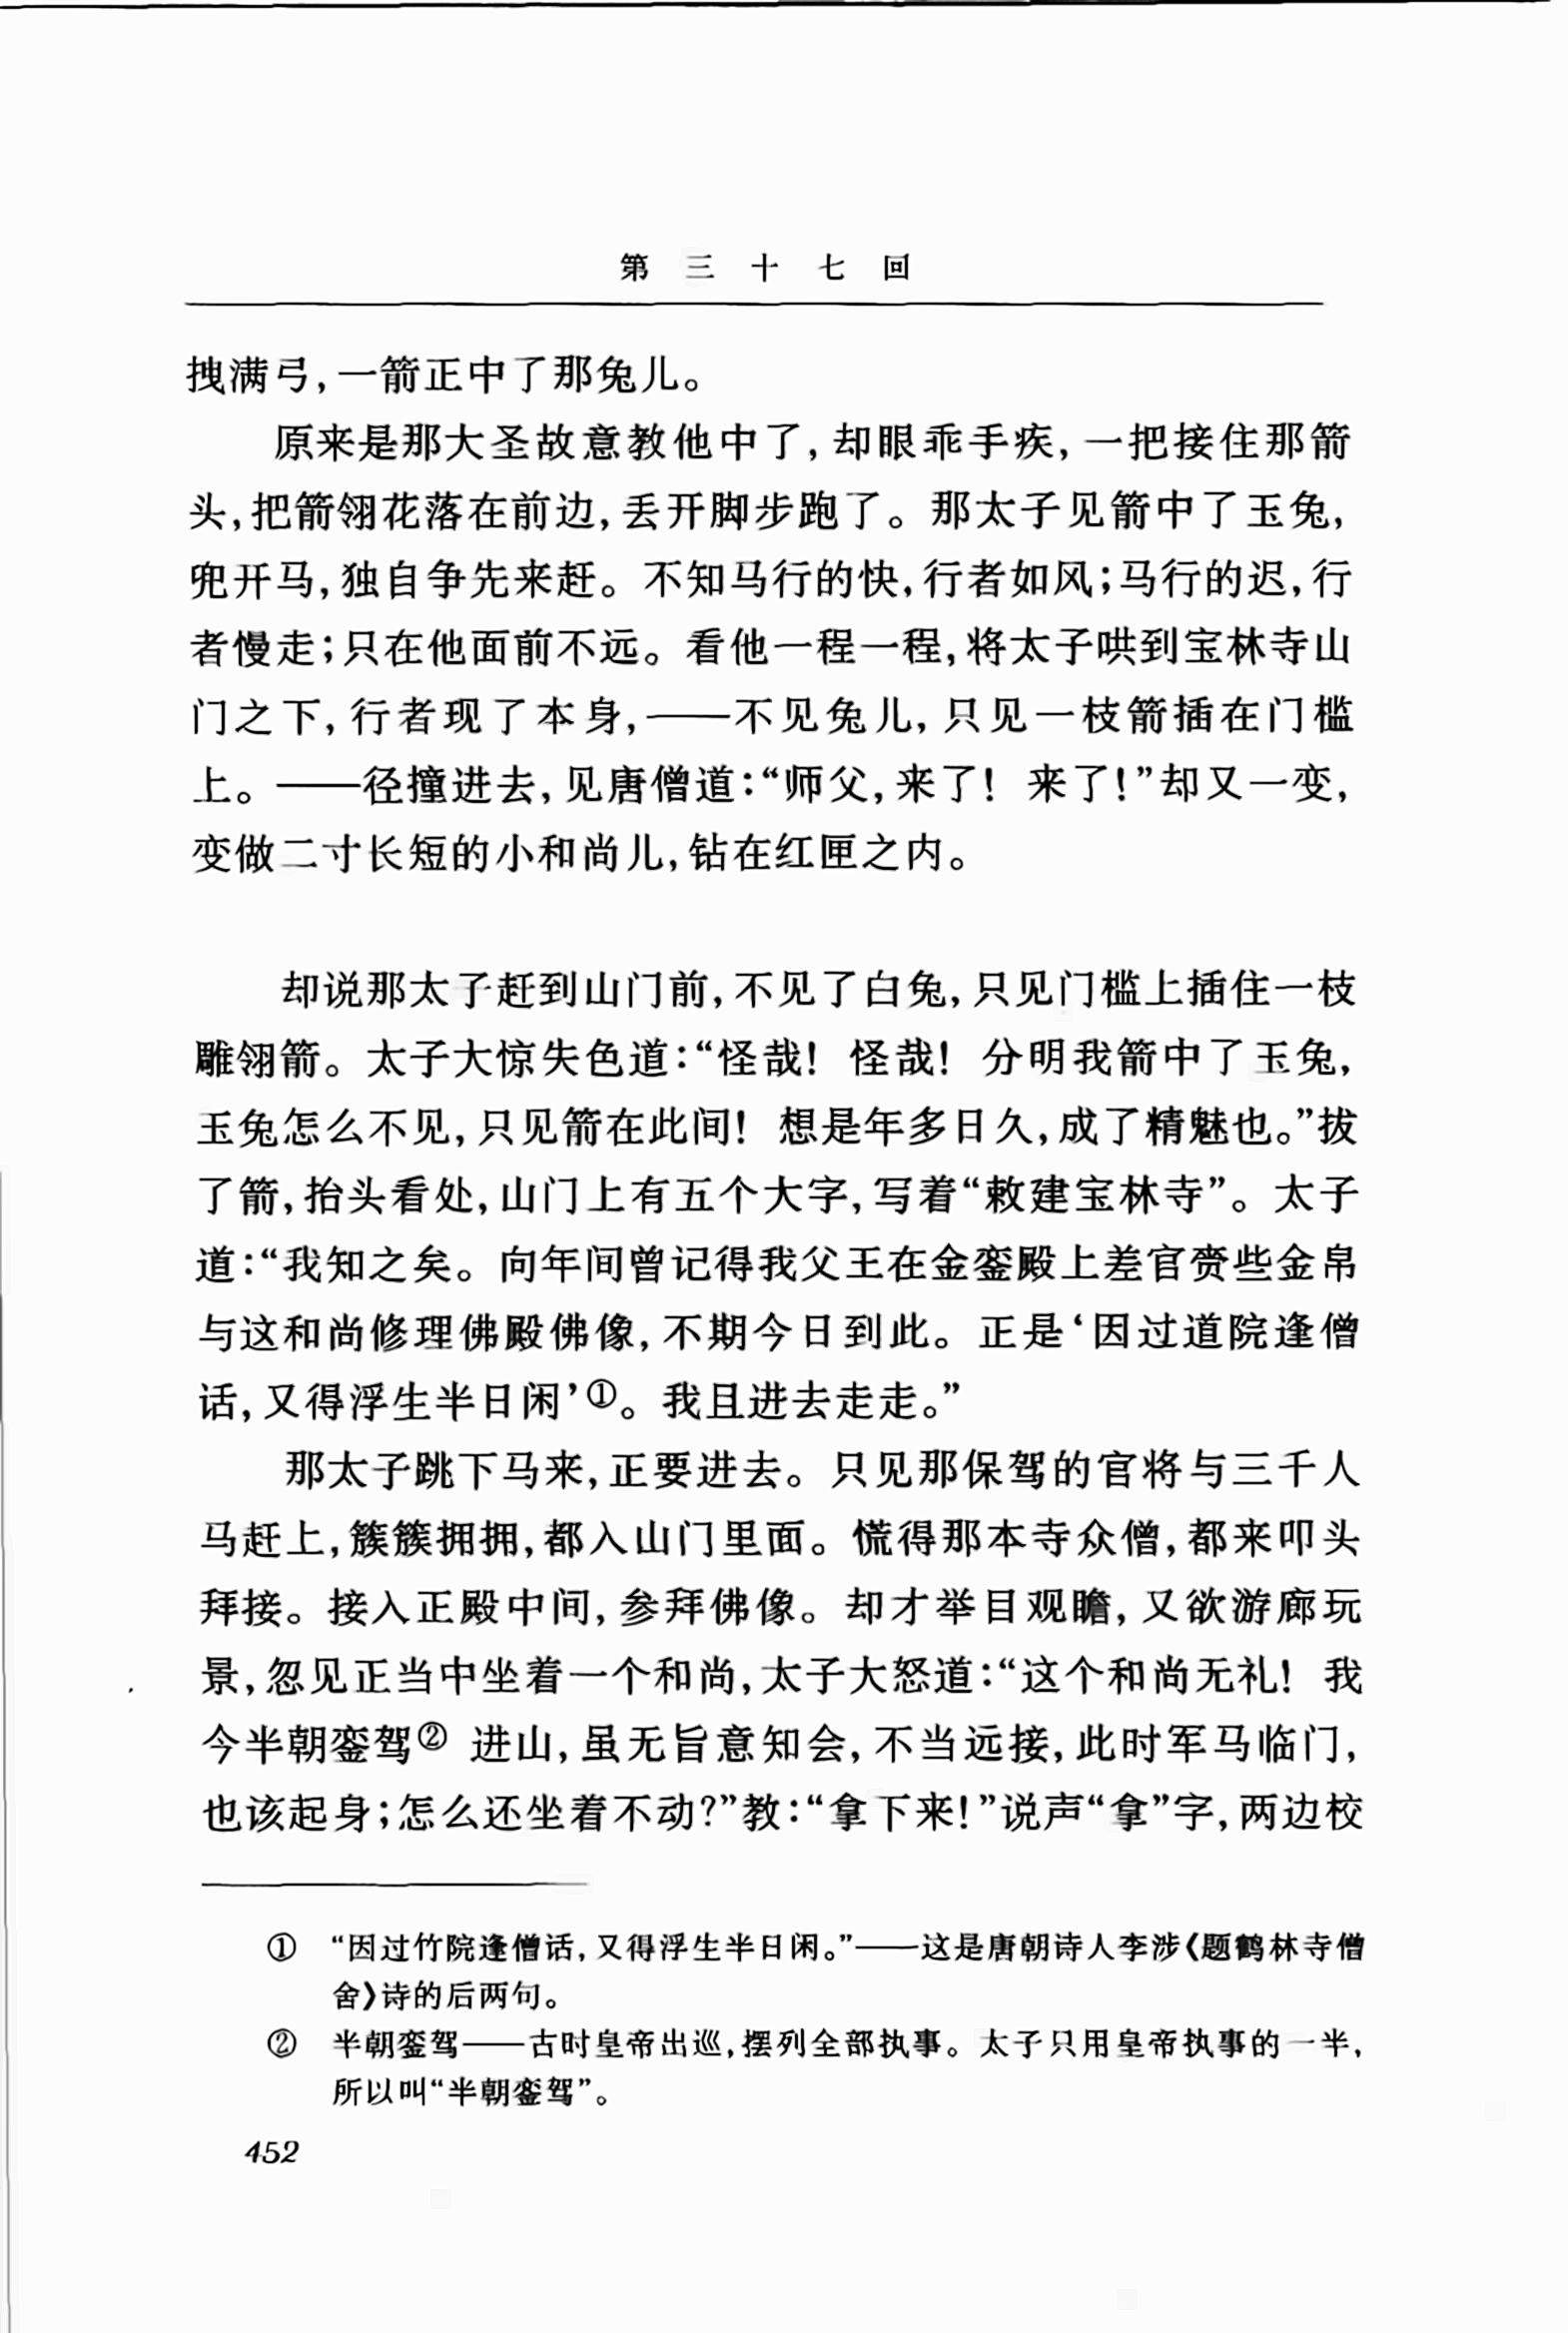 第三十七回
拽满弓,一箭正中了那兔儿。
原来是那大圣故意教他中了,却眼乖手疾,一把接住那箭
头,把箭翎花落在前边,丢开脚步跑了。那太子见箭中了玉兔,
兜开马,独自争先来赶。不知马行的快,行者如风;马行的迟,行
者慢走;只在他面前不远。看他一程一程,将太子哄到宝林寺山
门之下,行者现了本身,——不见兔儿,只见一枝箭插在门槛
上。——径撞进去,见唐僧道:“师父,来了! 来了!”却又一变,
变做二寸长短的小和尚儿,钻在红匣之内。
却说那太子赶到山门前,不见了白兔,只见门槛上插住一枝
雕翎箭。太子大惊失色道:“怪哉! 怪哉! 分明我箭中了玉兔,
玉兔怎么不见,只见箭在此间! 想是年多日久,成了精魅也。”拔
了箭,抬头看处,山门上有五个大字,写着“敕建宝林寺”。太子
道:“我知之矣。向年间曾记得我父王在金銮殿上差官赍些金帛
与这和尚修理佛殿佛像,不期今日到此。正是‘因过道院逢僧
话,又得浮生半日闲’①。我且进去走走。”
那太子跳下马来,正要进去。只见那保驾的官将与三千人
马赶上,簇簇拥拥,都入山门里面。慌得那本寺众僧,都来叩头
拜接。接入正殿中间,参拜佛像。却才举目观瞻,又欲游廊玩
景,忽见正当中坐着一个和尚,太子大怒道:“这个和尚无礼! 我
今半朝銮驾② 进山,虽无旨意知会,不当远接,此时军马临门,
也该起身;怎么还坐着不动?”教:“拿下来!”说声“拿”字,两边校
① “因过竹院逢僧话,又得浮生半日闲。”——这是唐朝诗人李涉《题鹤林寺僧
舍》诗的后两句。
② 半朝銮驾——古时皇帝出巡,摆列全部执事。太子只用皇帝执事的一半,
所以叫“半朝銮驾”。
452